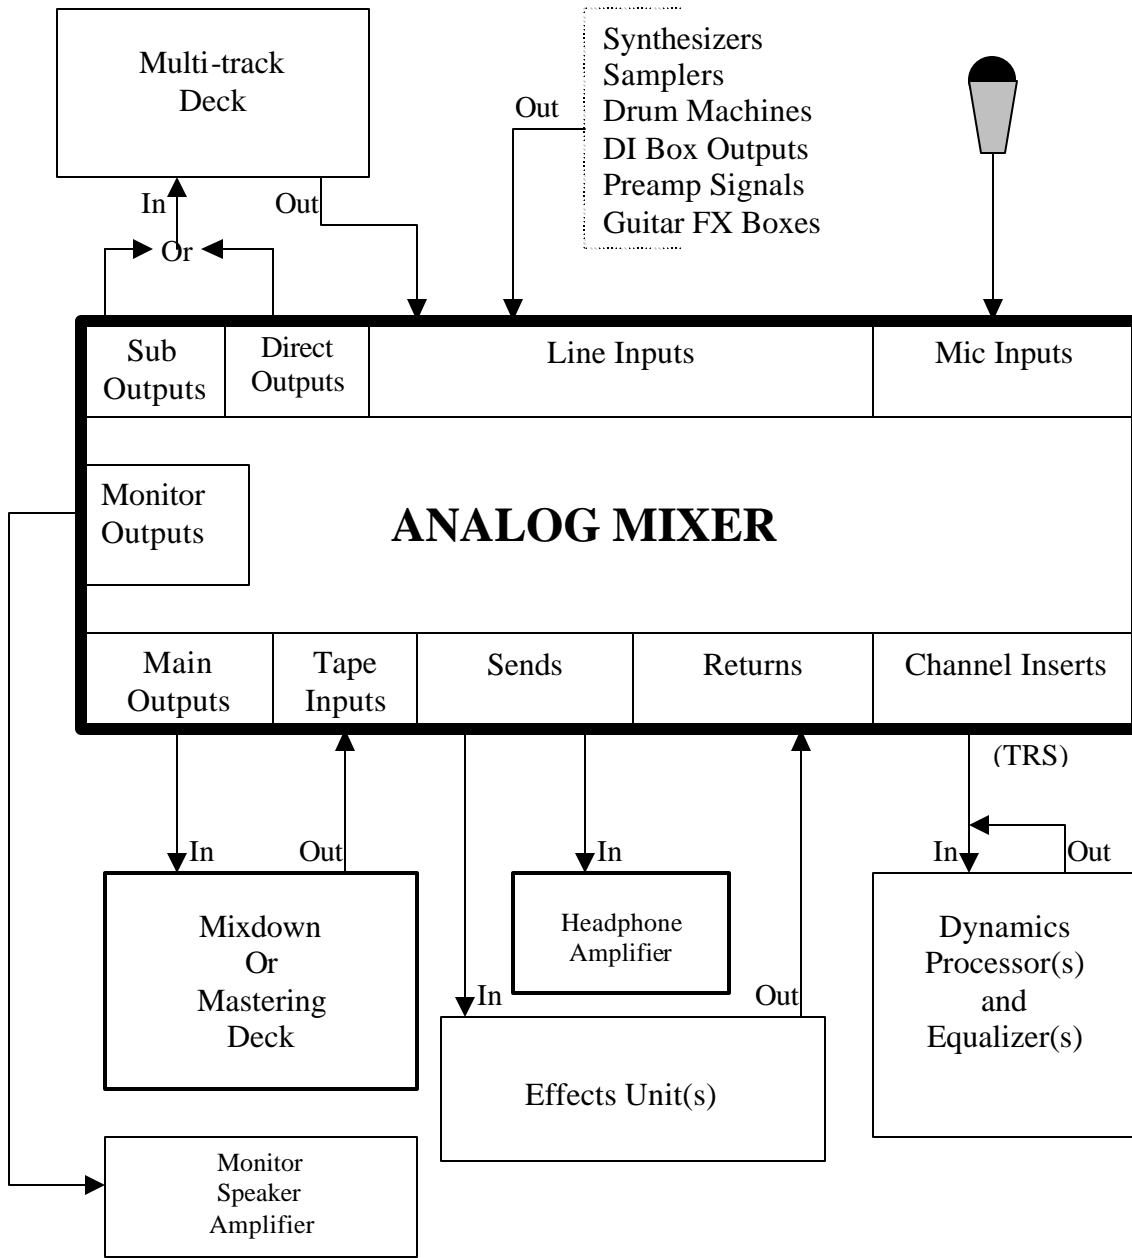 Multi-track
Deck
Out
Synthesizers
Samplers
Drum Machines
DI Box Outputs
Preamp Signals
Guitar FX Boxes
In
Out
Or
Sub
Outputs
Direct
Outputs
Line Inputs
Mic Inputs
Monitor
Outputs
ANALOG MIXER
Main
Outputs
Tape
Inputs
Sends
Returns
Channel Inserts
(TRS)
In
Out
In
In
Out
Mixdown
Or
Mastering
Deck
Headphone
Amplifier
Dynamics
Processor(s)
and
Equalizer(s)
In
Out
Effects Unit(s)
Monitor
Speaker
Amplifier